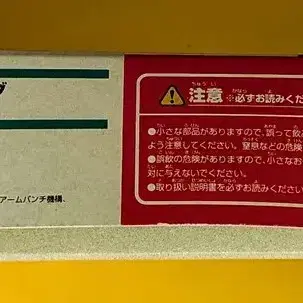 グ
アームパンチ機構、
注意 ※必ずお読みくだ
●小さな部品がありますので、誤って飲
よう注意してください。窒息などの危険
●誤飲の危険がありますので、小さなお
対に与えないでください。
●取り扱い説明書を必ずお読みください